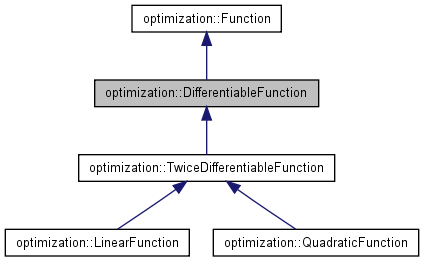 optimization::Function
optimization::DifferentiableFunction
optimization::TwiceDifferentiableFunction
optimization::LinearFunction
optimization::QuadraticFunction